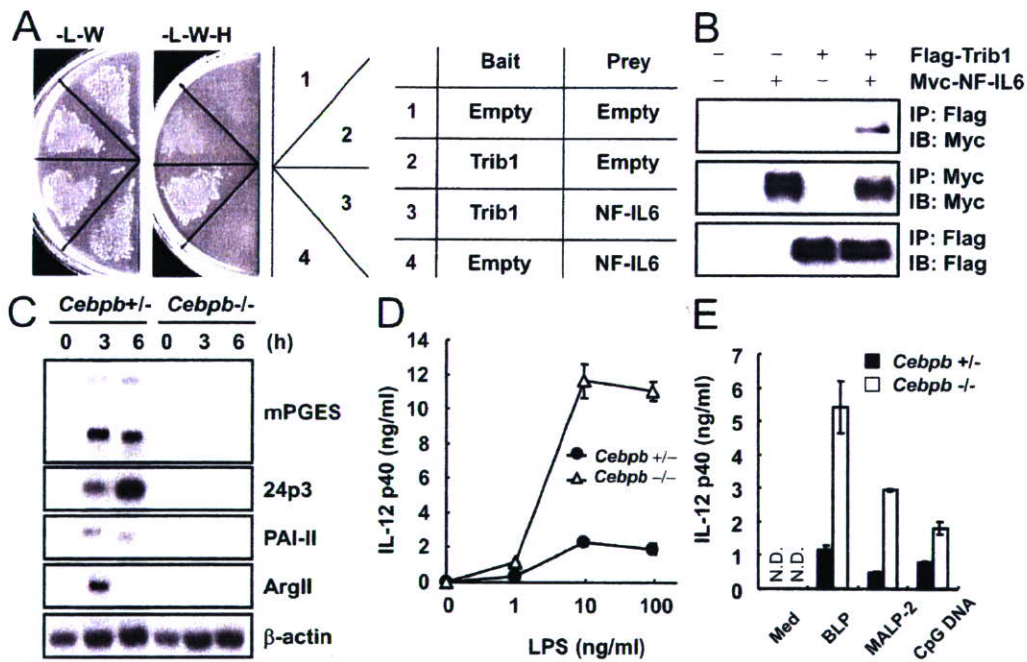 A
-L-W
-L-W-H
1
2
3
4
Bait Prey
1 Empty Empty
2 Trib1 Empty
3 Trib1 NF-IL6
4 Empty NF-IL6
B
– – + + Flag-Trib1
– + – + Mvc-NF-IL6
IP: Flag
IB: Myc
IP: Myc
IB: Myc
IP: Flag
IB: Flag
C
Cebpb+/- Cebpb-/-
0 3 6 0 3 6 (h)
mPGES
24p3
PAI-II
ArgII
β-actin
D
14
12
10
8
6
4
2
0
IL-12 p40 (ng/ml)
Cebpb +/–
Cebpb –/–
0 1 10 100
LPS (ng/ml)
E
7
6
5
4
3
2
1
0
IL-12 p40 (ng/ml)
Cebpb +/-
Cebpb -/-
N.D.
N.D.
Med
BLP
MALP-2
CpG DNA